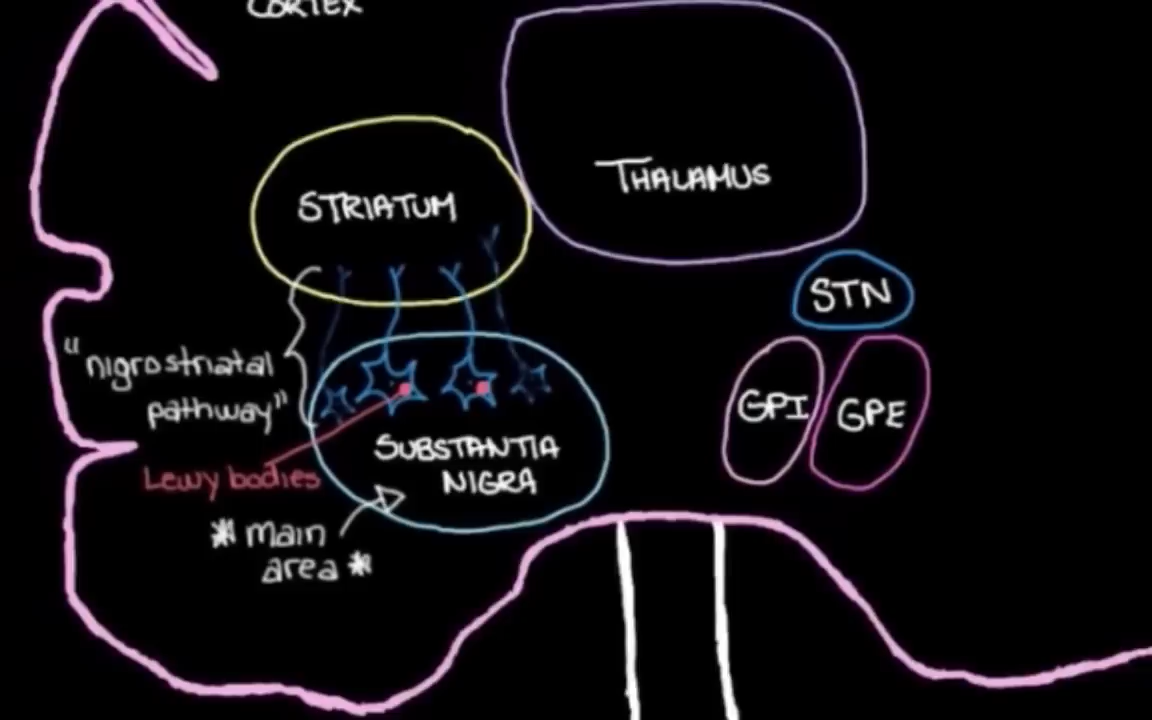 CORTEX
THALAMUS
STRIATUM
STN
"nigrostriatal
pathway"
GPI
GPE
SUBSTANTIA
NIGRA
Lewy bodies
* main
area *